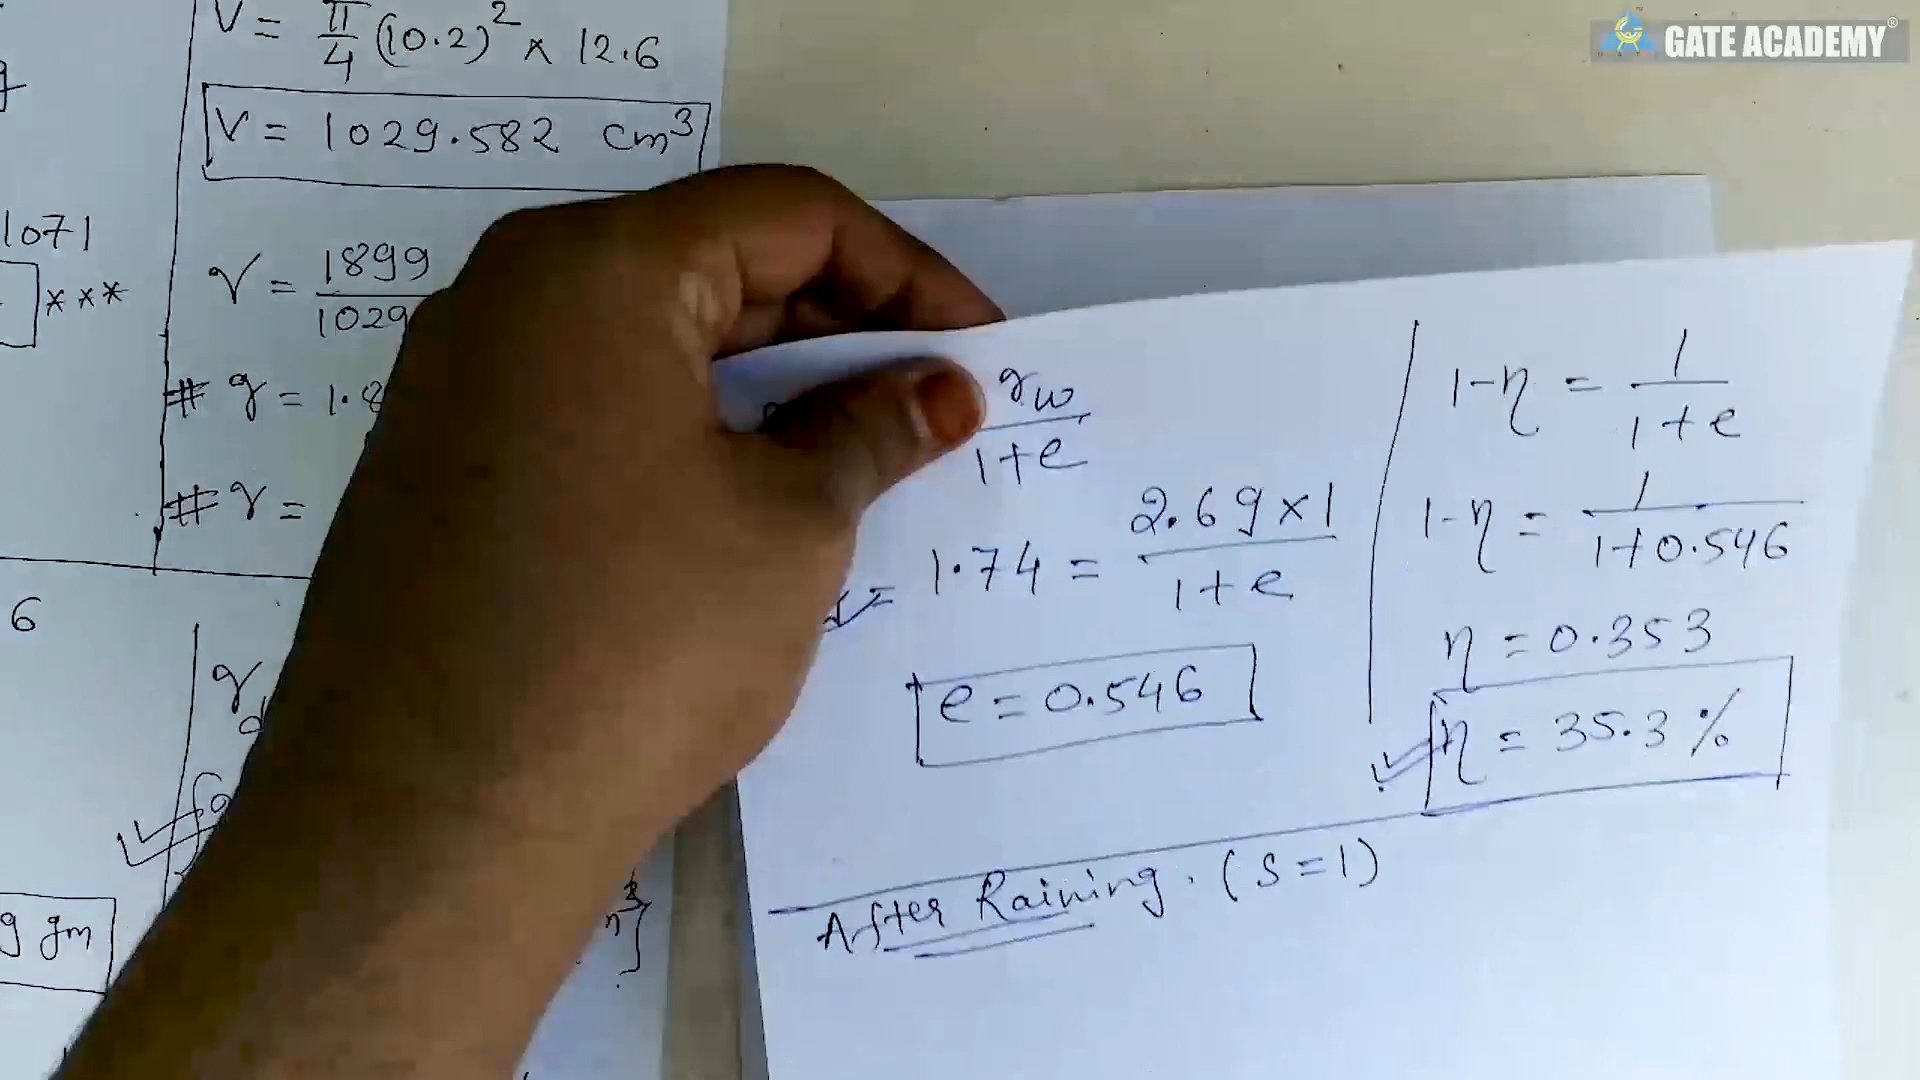 GATE ACADEMY®
V = π/4 (10.2)² × 12.6
V = 1029.582 cm³
1071
***
γ = 1899/1029
# γ = 1.8
# γ =
6
γd
g gm
γw/1+e
= 1.74 = 2.69×1/1+e
e = 0.546
1-η = 1/1+e
1-η = 1/1+0.546
η = 0.353
η = 35.3 %
After Raining. (S=1)